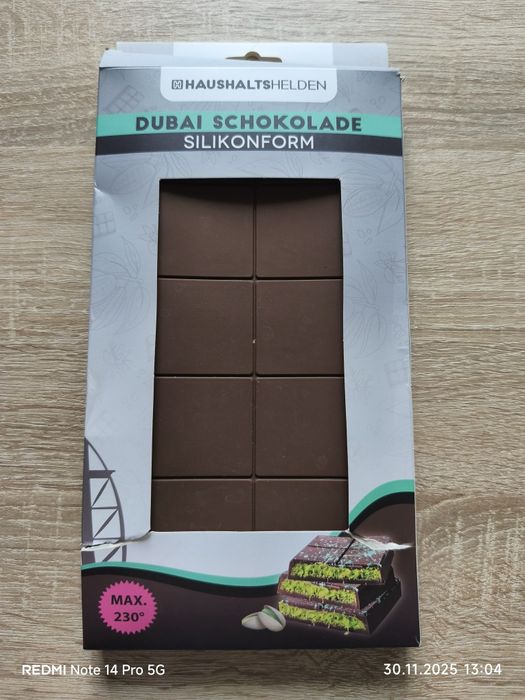 HAUSHALTSHELDEN
DUBAI SCHOKOLADE
SILIKONFORM
MAX.
230°
REDMI Note 14 Pro 5G
30.11.2025 13:04